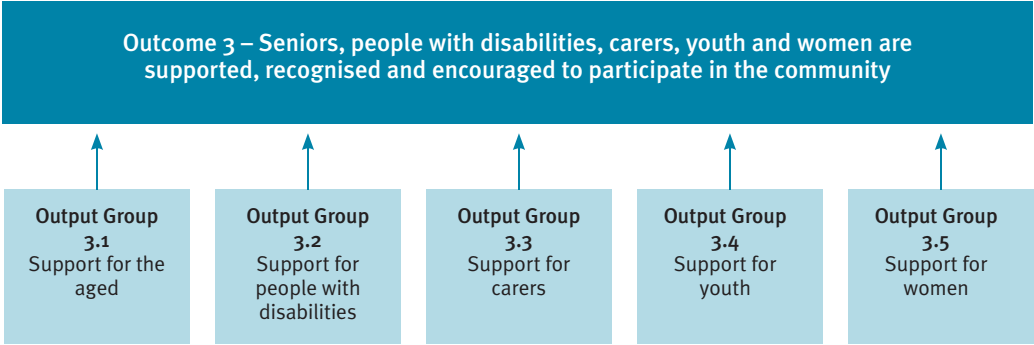 Outcome 3 – Seniors, people with disabilities, carers, youth and women are
supported, recognised and encouraged to participate in the community
Output Group
3.1
Support for the
aged
Output Group
3.2
Support for
people with
disabilities
Output Group
3.3
Support for
carers
Output Group
3.4
Support for
youth
Output Group
3.5
Support for
women